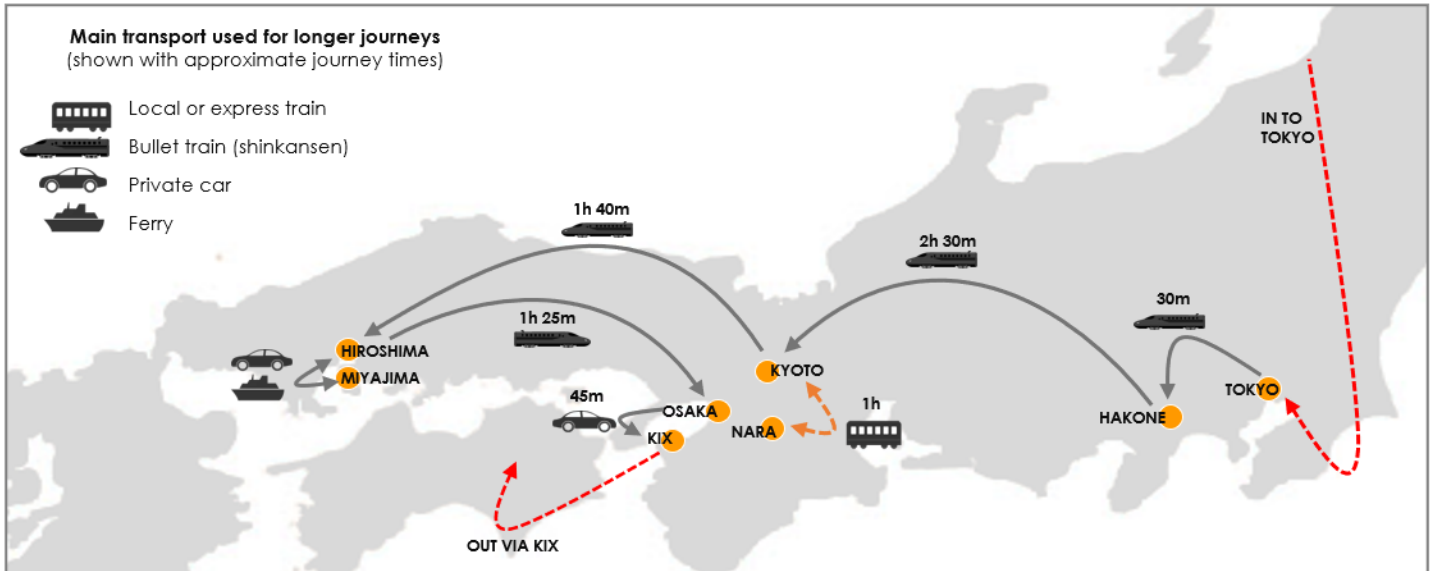 Main transport used for longer journeys
(shown with approximate journey times)
Local or express train
Bullet train (shinkansen)
Private car
Ferry
IN TO
TOKYO
1h 40m
2h 30m
30m
1h 25m
HIROSHIMA
MIYAJIMA
KYOTO
TOKYO
45m
OSAKA
KIX
NARA
1h
HAKONE
OUT VIA KIX